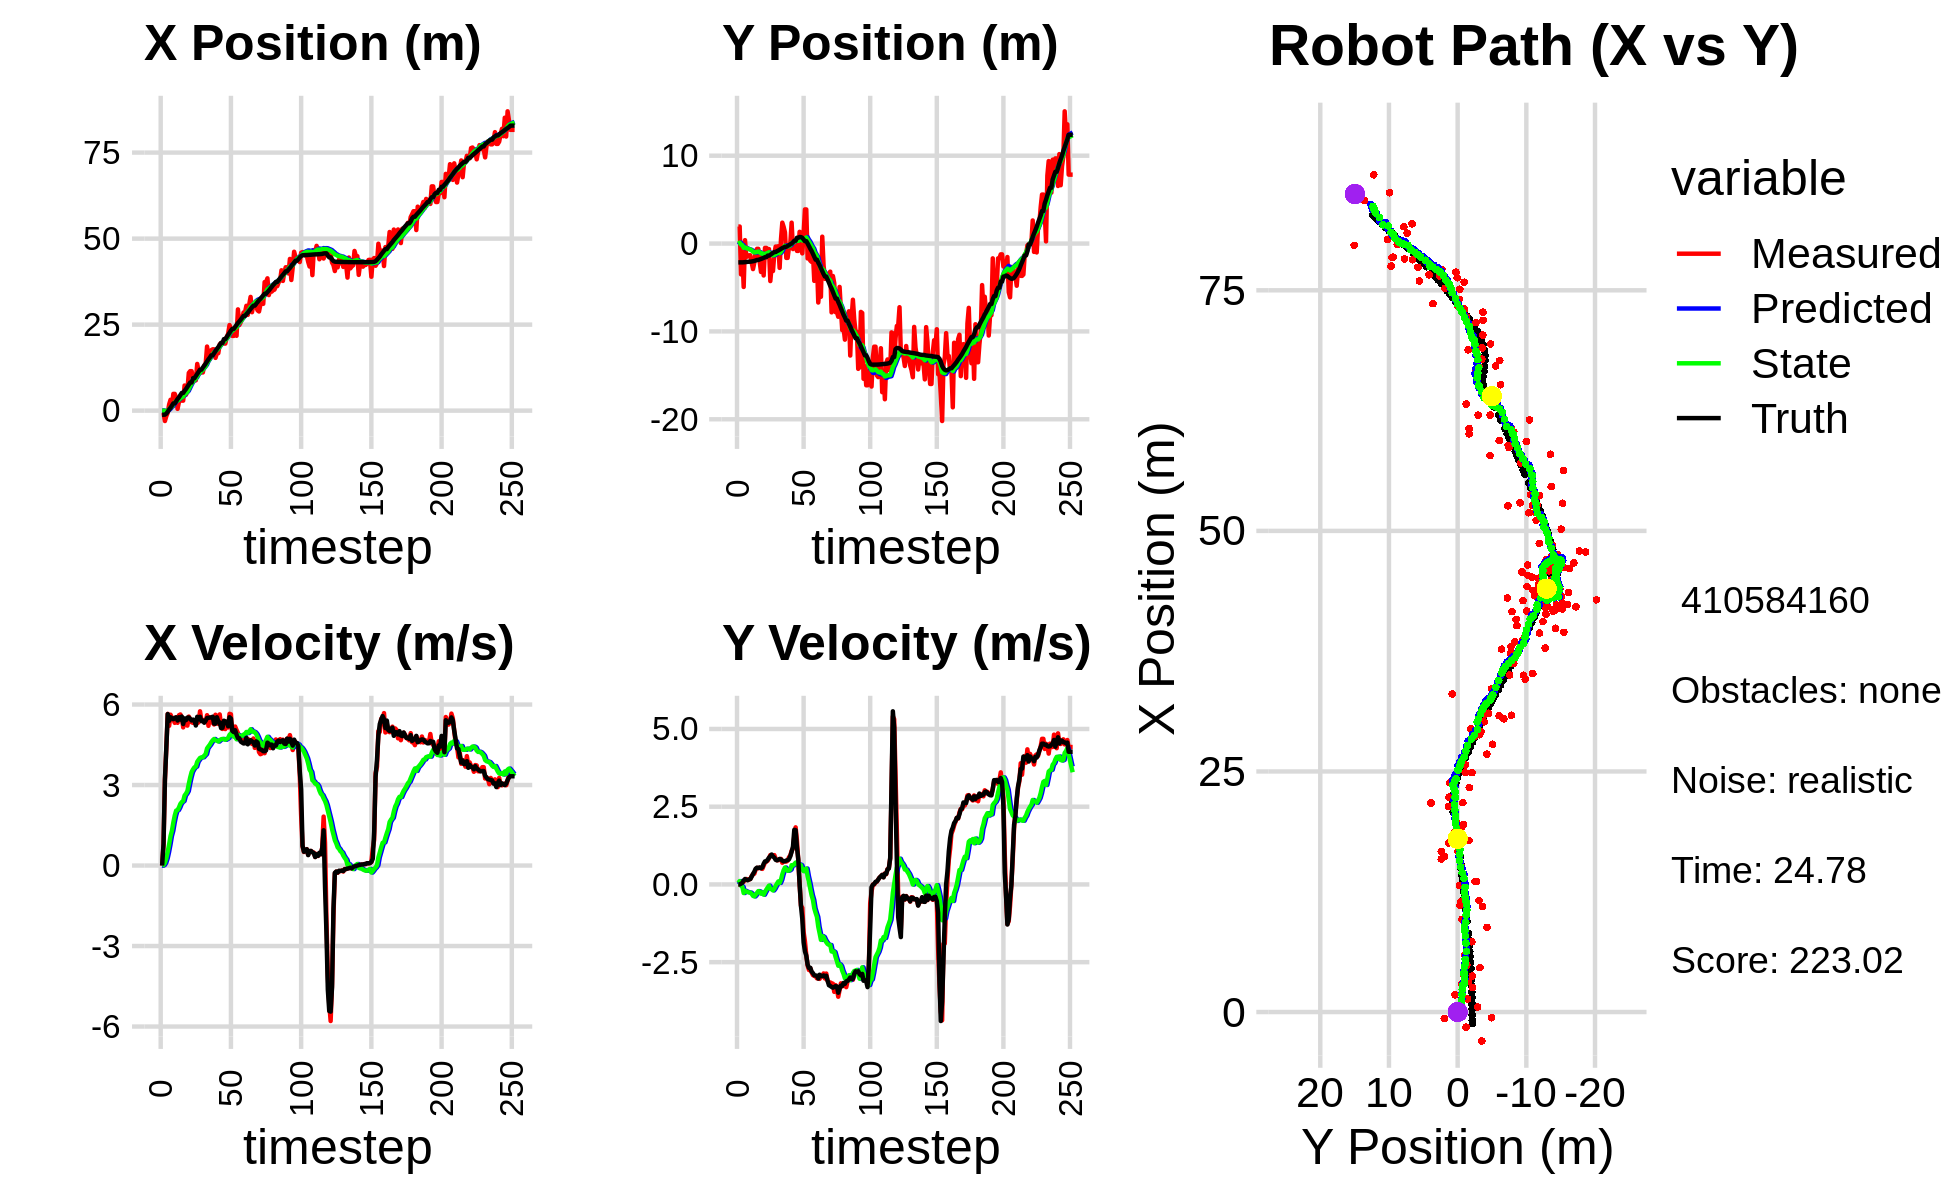 X Position (m)
75
50
25
0
0
50
100
150
200
250
timestep
Y Position (m)
10
0
-10
-20
0
50
100
150
200
250
timestep
X Velocity (m/s)
6
3
0
-3
-6
0
50
100
150
200
250
timestep
Y Velocity (m/s)
5.0
2.5
0.0
-2.5
0
50
100
150
200
250
timestep
Robot Path (X vs Y)
X Position (m)
75
50
25
0
20 10 0 -10 -20
Y Position (m)
variable
Measured
Predicted
State
Truth
410584160
Obstacles: none
Noise: realistic
Time: 24.78
Score: 223.02